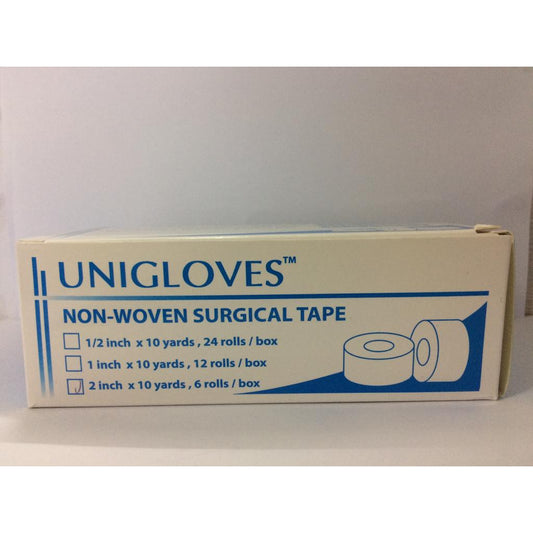 UNIGLOVES™
NON-WOVEN SURGICAL TAPE
1/2 inch x 10 yards , 24 rolls / box
1 inch x 10 yards , 12 rolls / box
2 inch x 10 yards , 6 rolls / box